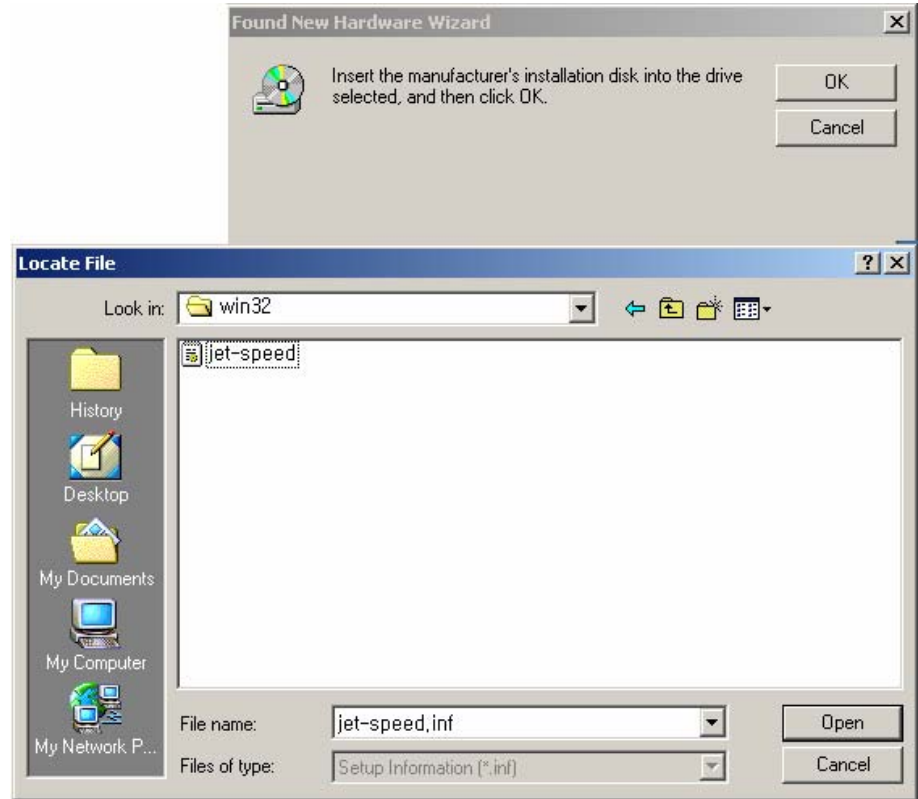 Found New Hardware Wizard
Insert the manufacturer's installation disk into the drive
selected, and then click OK.
OK
Cancel
Locate File
Look in:
win32
jet-speed
History
Desktop
My Documents
My Computer
My Network P...
File name:
jet-speed.inf
Open
Files of type:
Setup Information (*.inf)
Cancel